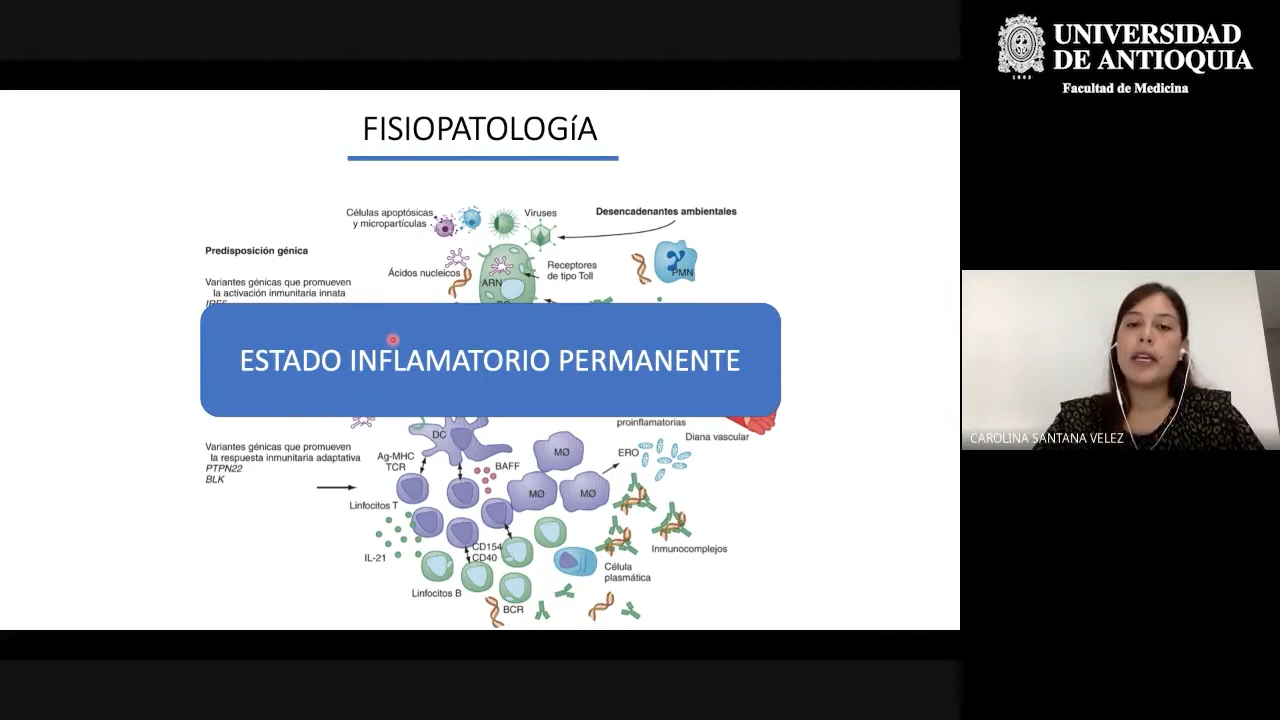 UNIVERSIDAD
DE ANTIOQUIA
1803
Facultad de Medicina
FISIOPATOLOGíA
Células apoptósicas
y micropartículas
Viruses
Desencadenantes ambientales
Predisposición génica
Ácidos nucleicos
Receptores
de tipo Toll
PMN
ARN
Variantes génicas que promueven
la activación inmunitaria innata
ESTADO INFLAMATORIO PERMANENTE
proinflamatorias
Diana vascular
DC
Variantes génicas que promueven
la respuesta inmunitaria adaptativa
PTPN22
BLK
Ag-MHC
TCR
BAFF
MØ
ERO
MØ
MØ
Linfocitos T
IL-21
CD154
CD40
Inmunocomplejos
Célula
plasmática
Linfocitos B
BCR
CAROLINA SANTANA VELEZ